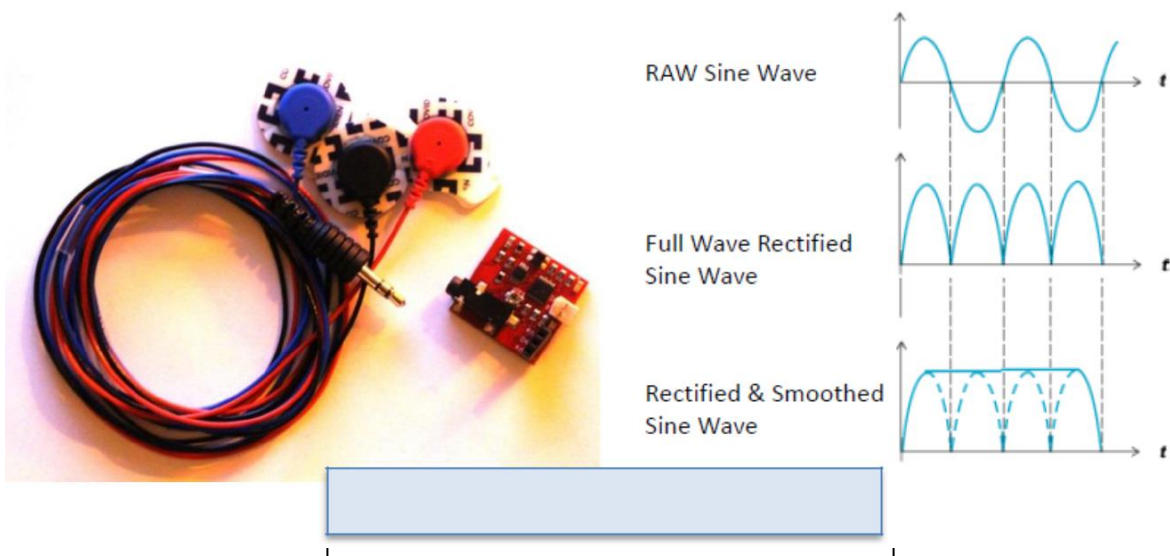 RAW Sine Wave
t
Full Wave Rectified
Sine Wave
t
Rectified & Smoothed
Sine Wave
t